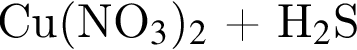 Cu(NO₃)₂ + H₂S